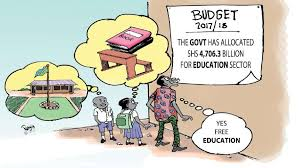 BUDGET
2017/18
THE GOVT HAS ALLOCATED
SHS 4,706.3 BILLION
FOR EDUCATION SECTOR
YES
FREE
EDUCATION